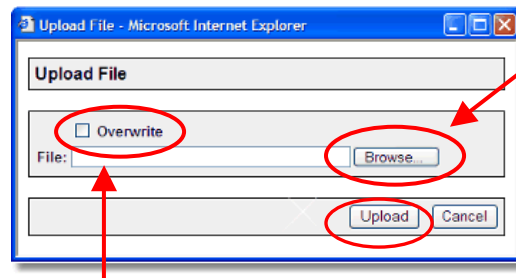 Upload File - Microsoft Internet Explorer
Upload File
Overwrite
File: Browse...
Upload Cancel